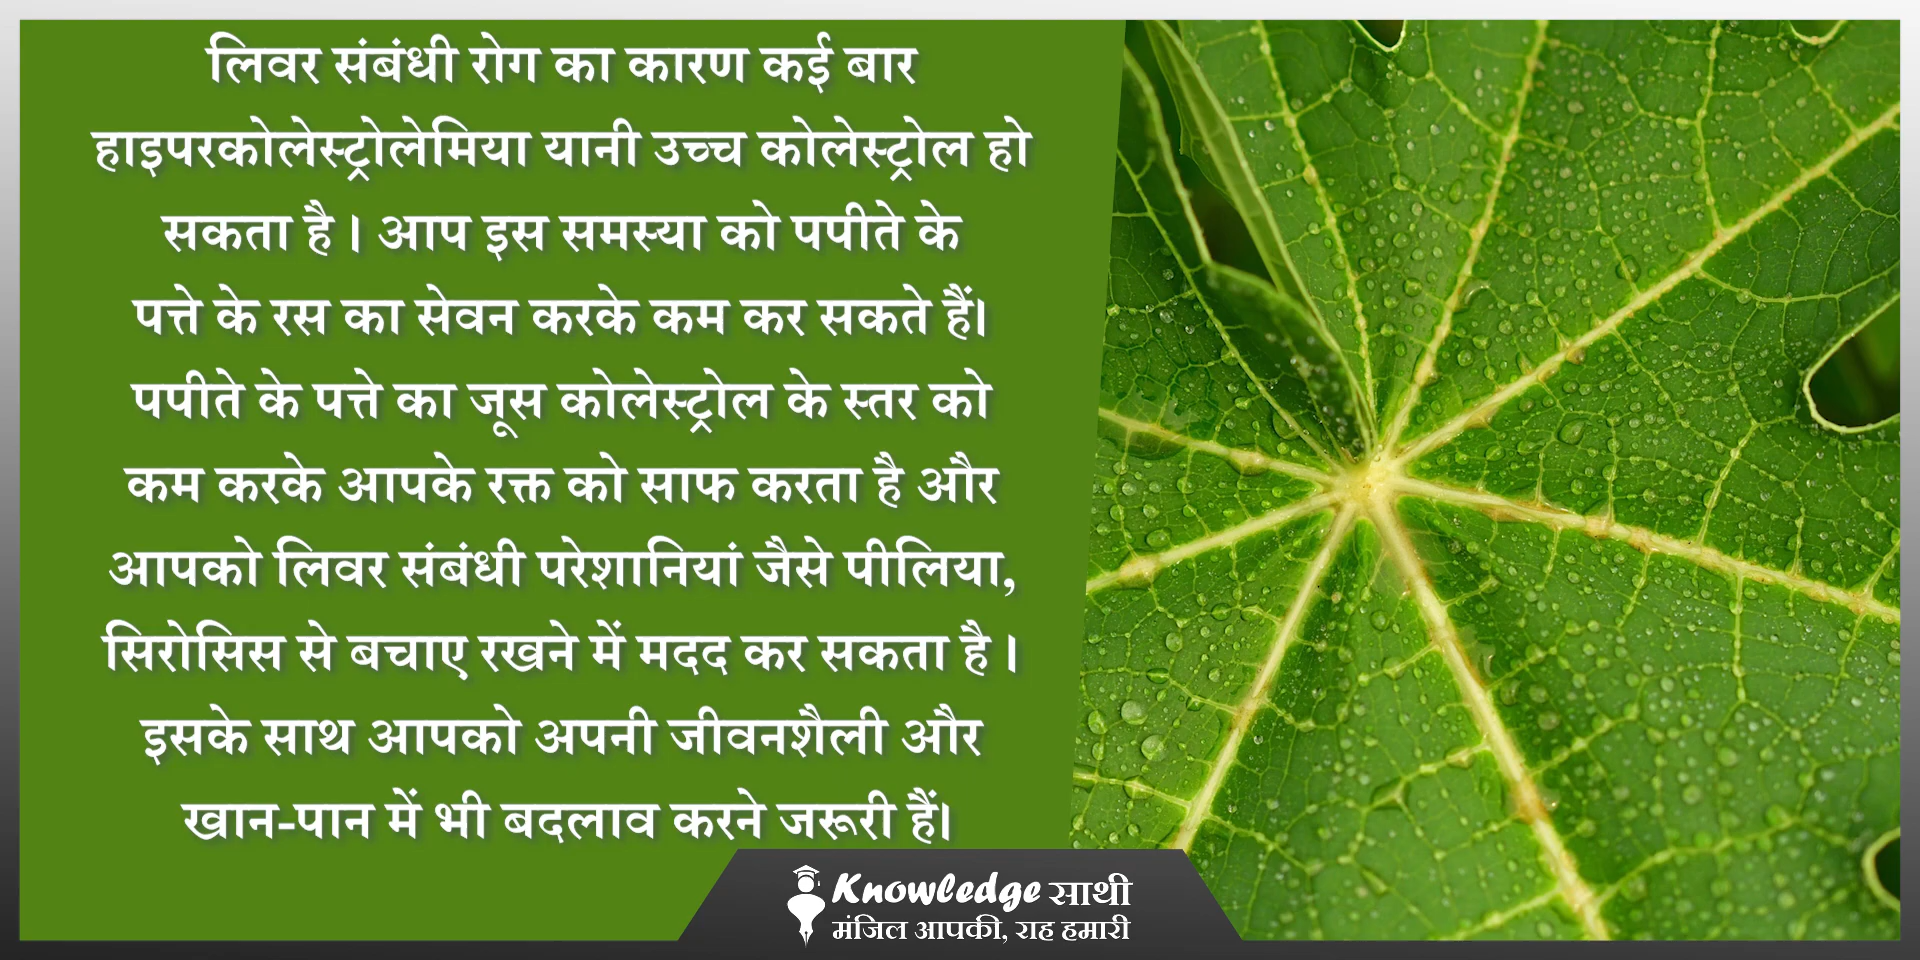 लिवर संबंधी रोग का कारण कई बार
हाइपरकोलेस्ट्रोलेमिया यानी उच्च कोलेस्ट्रोल हो
सकता है । आप इस समस्या को पपीते के
पत्ते के रस का सेवन करके कम कर सकते हैं।
पपीते के पत्ते का जूस कोलेस्ट्रोल के स्तर को
कम करके आपके रक्त को साफ करता है और
आपको लिवर संबंधी परेशानियां जैसे पीलिया,
सिरोसिस से बचाए रखने में मदद कर सकता है ।
इसके साथ आपको अपनी जीवनशैली और
खान-पान में भी बदलाव करने जरूरी हैं।
Knowledge साथी
मंजिल आपकी, राह हमारी